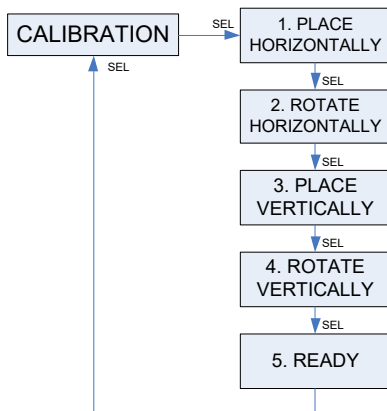 CALIBRATION
SEL
1. PLACE
HORIZONTALLY
SEL
2. ROTATE
HORIZONTALLY
SEL
3. PLACE
VERTICALLY
SEL
4. ROTATE
VERTICALLY
SEL
5. READY
SEL